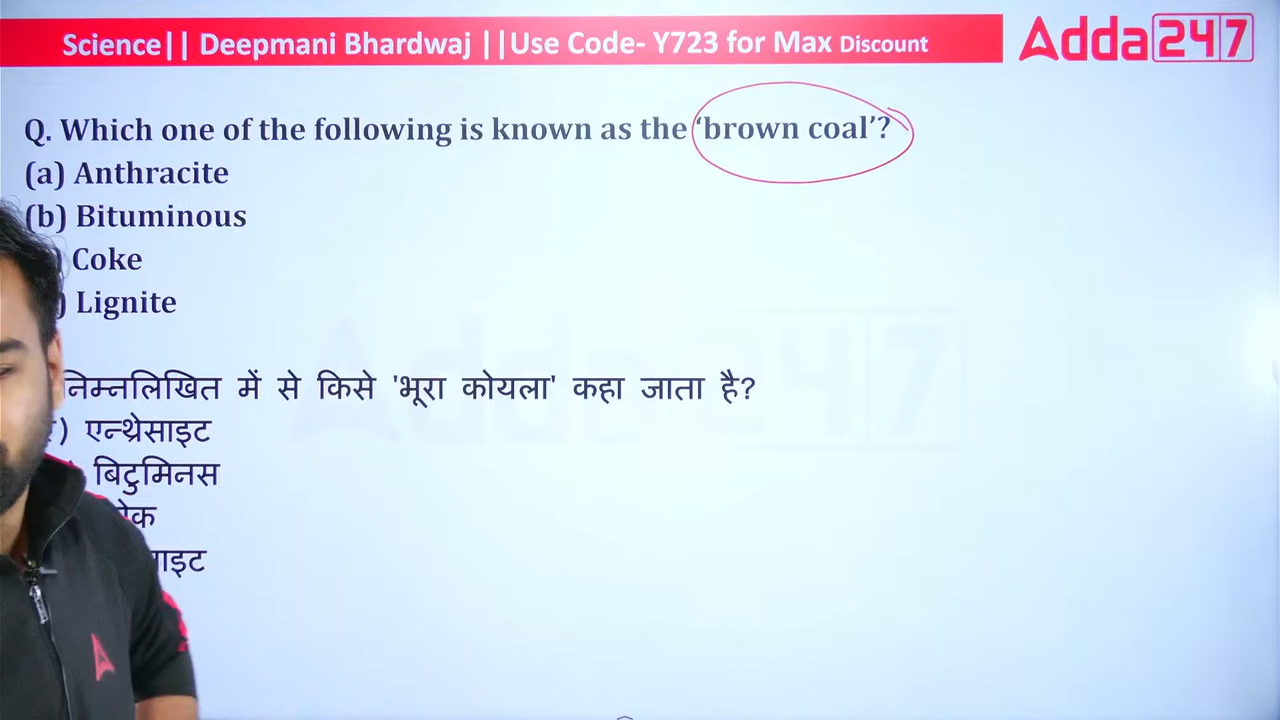 Science|| Deepmani Bhardwaj ||Use Code- Y723 for Max Discount
Adda247
Q. Which one of the following is known as the ‘brown coal’?
(a) Anthracite
(b) Bituminous
) Coke
) Lignite
निम्नलिखित में से किसे 'भूरा कोयला' कहा जाता है?
) एन्थ्रेसाइट
बिटुमिनस